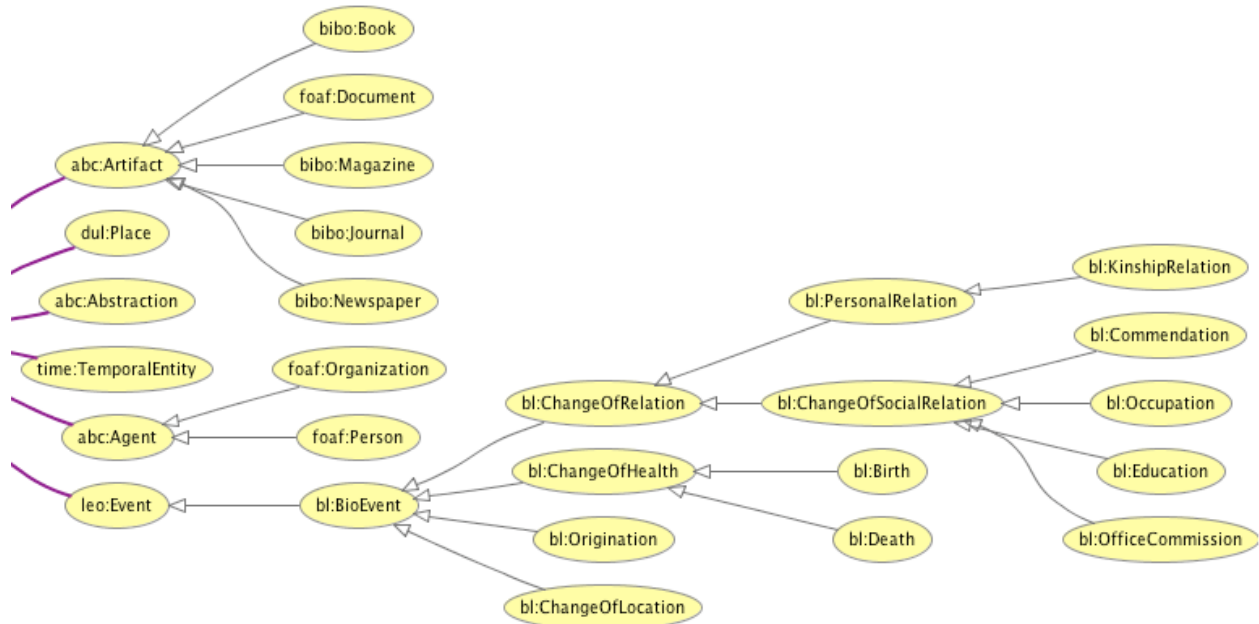 bibo:Book
foaf:Document
abc:Artifact
bibo:Magazine
dul:Place
bibo:Journal
bl:KinshipRelation
abc:Abstraction
bibo:Newspaper
bl:PersonalRelation
bl:Commendation
time:TemporalEntity
foaf:Organization
bl:ChangeOfRelation
bl:ChangeOfSocialRelation
bl:Occupation
abc:Agent
foaf:Person
bl:ChangeOfHealth
bl:Birth
bl:Education
leo:Event
bl:BioEvent
bl:Origination
bl:Death
bl:OfficeCommission
bl:ChangeOfLocation